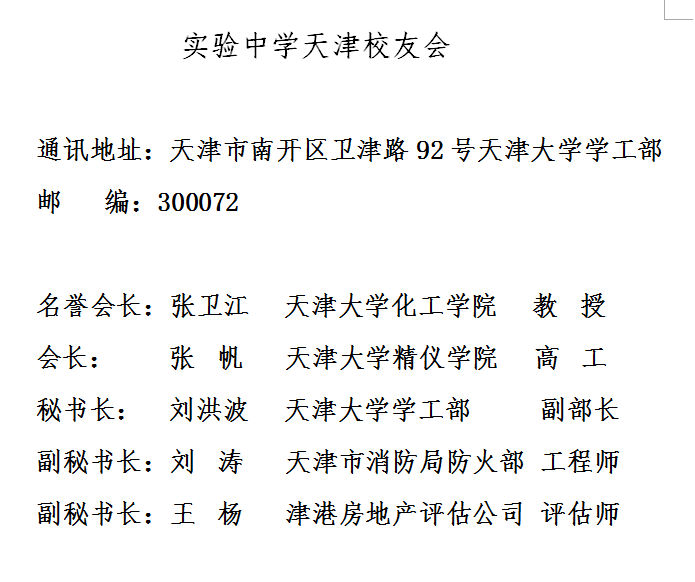 实验中学天津校友会
通讯地址：天津市南开区卫津路 92 号天津大学学工部
邮 编：300072
名誉会长：张卫江 天津大学化工学院 教 授
会长： 张 帆 天津大学精仪学院 高 工
秘书长： 刘洪波 天津大学学工部 副部长
副秘书长：刘 涛 天津市消防局防火部 工程师
副秘书长：王 杨 津港房地产评估公司 评估师